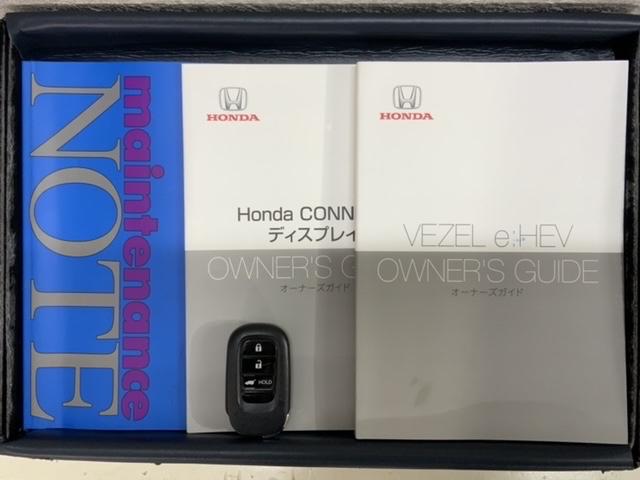 maintenance
NOTE
HONDA
Honda CONN
ディスプレイ
OWNER'S G
オーナーズガイド
HONDA
VEZEL e:HEV
OWNER'S GUIDE
オーナーズガイド
HOLD